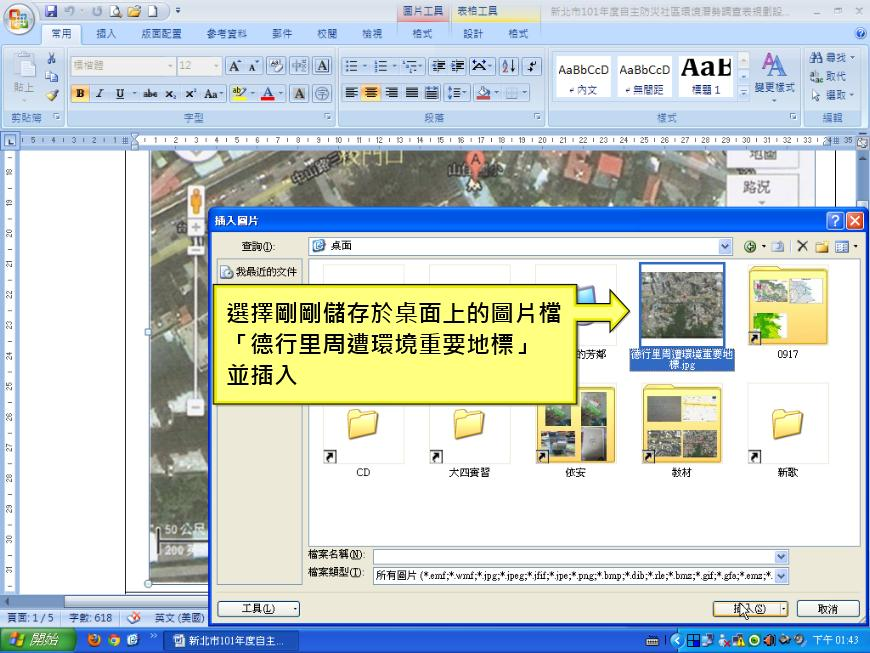 圖片工具 表格工具 新北市101年度自主防災社區環境潛勢調查表規劃設...
常用 插入 版面配置 參考資料 郵件 校閱 檢視 格式 設計 格式
貼上
標楷體 12
B I U abe X₂ X² Aa
AaBbCcD AaBbCcD AaB
內文 無間距 標題 1
變更樣式
尋找
取代
選取
剪貼簿 字型 段落 樣式 編輯
中山
校門口
A
地圖
路況
50 公尺
200 英
插入圖片
查詢(I): 桌面
我最近的文件
選擇剛剛儲存於桌面上的圖片檔
「德行里周遭環境重要地標」
並插入
的芳鄰
德行里周遭環境重要地
標.jpg
0917
CD
大四實習
依安
教材
新歌
檔案名稱(N):
檔案類型(T): 所有圖片 (*.emf;*.wmf;*.jpg;*.jpeg;*.jfif;*.jpe;*.png;*.bmp;*.dib;*.rle;*.bmz;*.gif;*.gfa;*.emz;*.
工具(L) 插入(S) 取消
頁面: 1 / 5 字數: 618 英文 (美國)
開始 新北市101年度自主... 下午 01:43